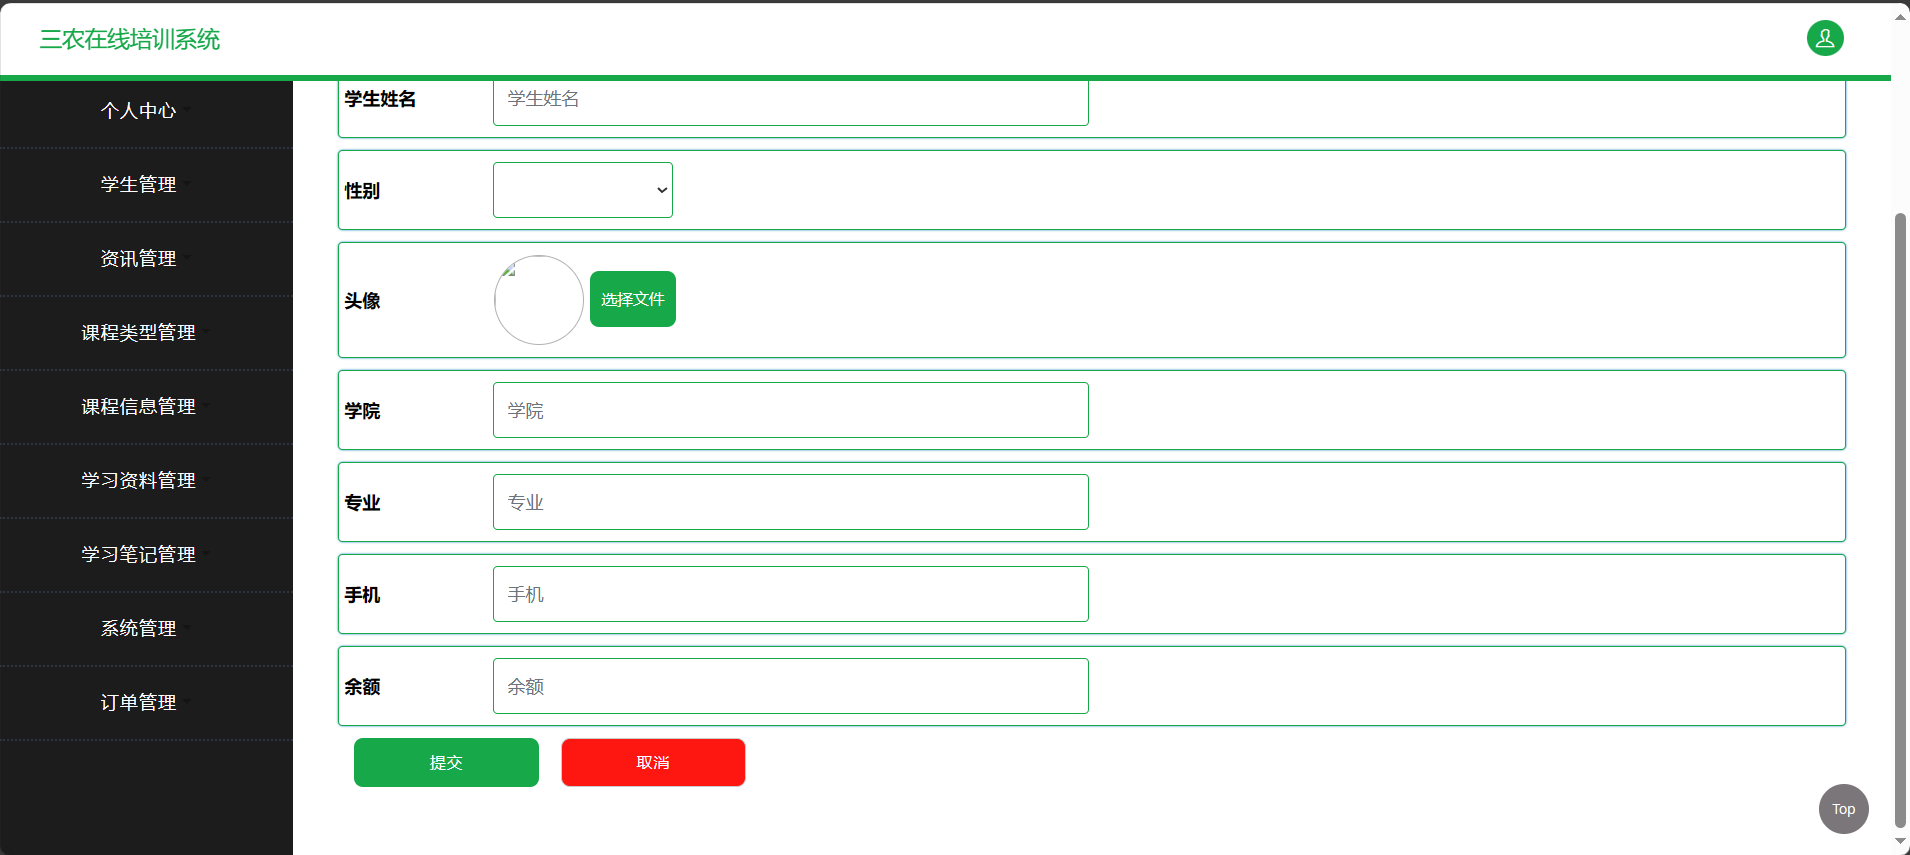 三农在线培训系统
个人中心
学生管理
资讯管理
课程类型管理
课程信息管理
学习资料管理
学习笔记管理
系统管理
订单管理
学生姓名 学生姓名
性别
头像 选择文件
学院 学院
专业 专业
手机 手机
余额 余额
提交 取消
Top